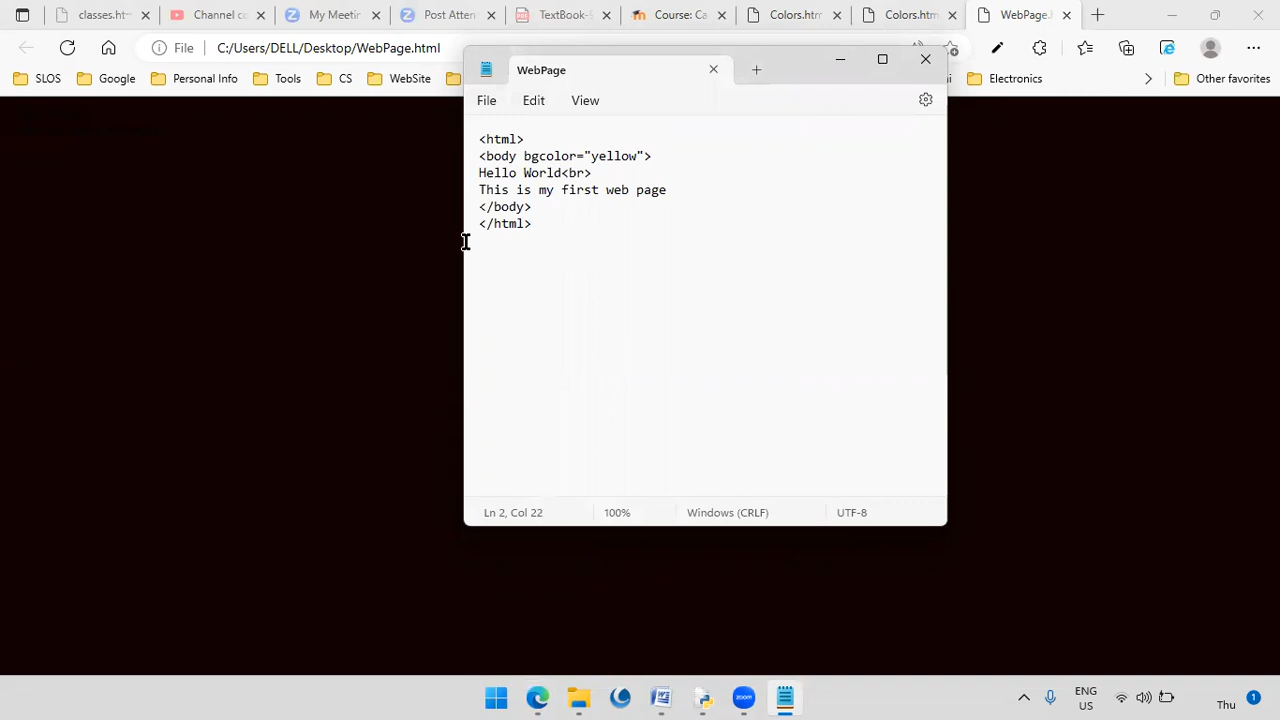 classes.ht
Channel co
My Meetin
Post Atten
TextBook-S
Course: Ca
Colors.htm
Colors.htm
WebPage.h
File
C:/Users/DELL/Desktop/WebPage.html
SLOS
Google
Personal Info
Tools
CS
WebSite
Electronics
Other favorites
WebPage
File
Edit
View
<html>
<body bgcolor="yellow">
Hello World<br>
This is my first web page
</body>
</html>
Ln 2, Col 22
100%
Windows (CRLF)
UTF-8
ENG
US
Thu
1